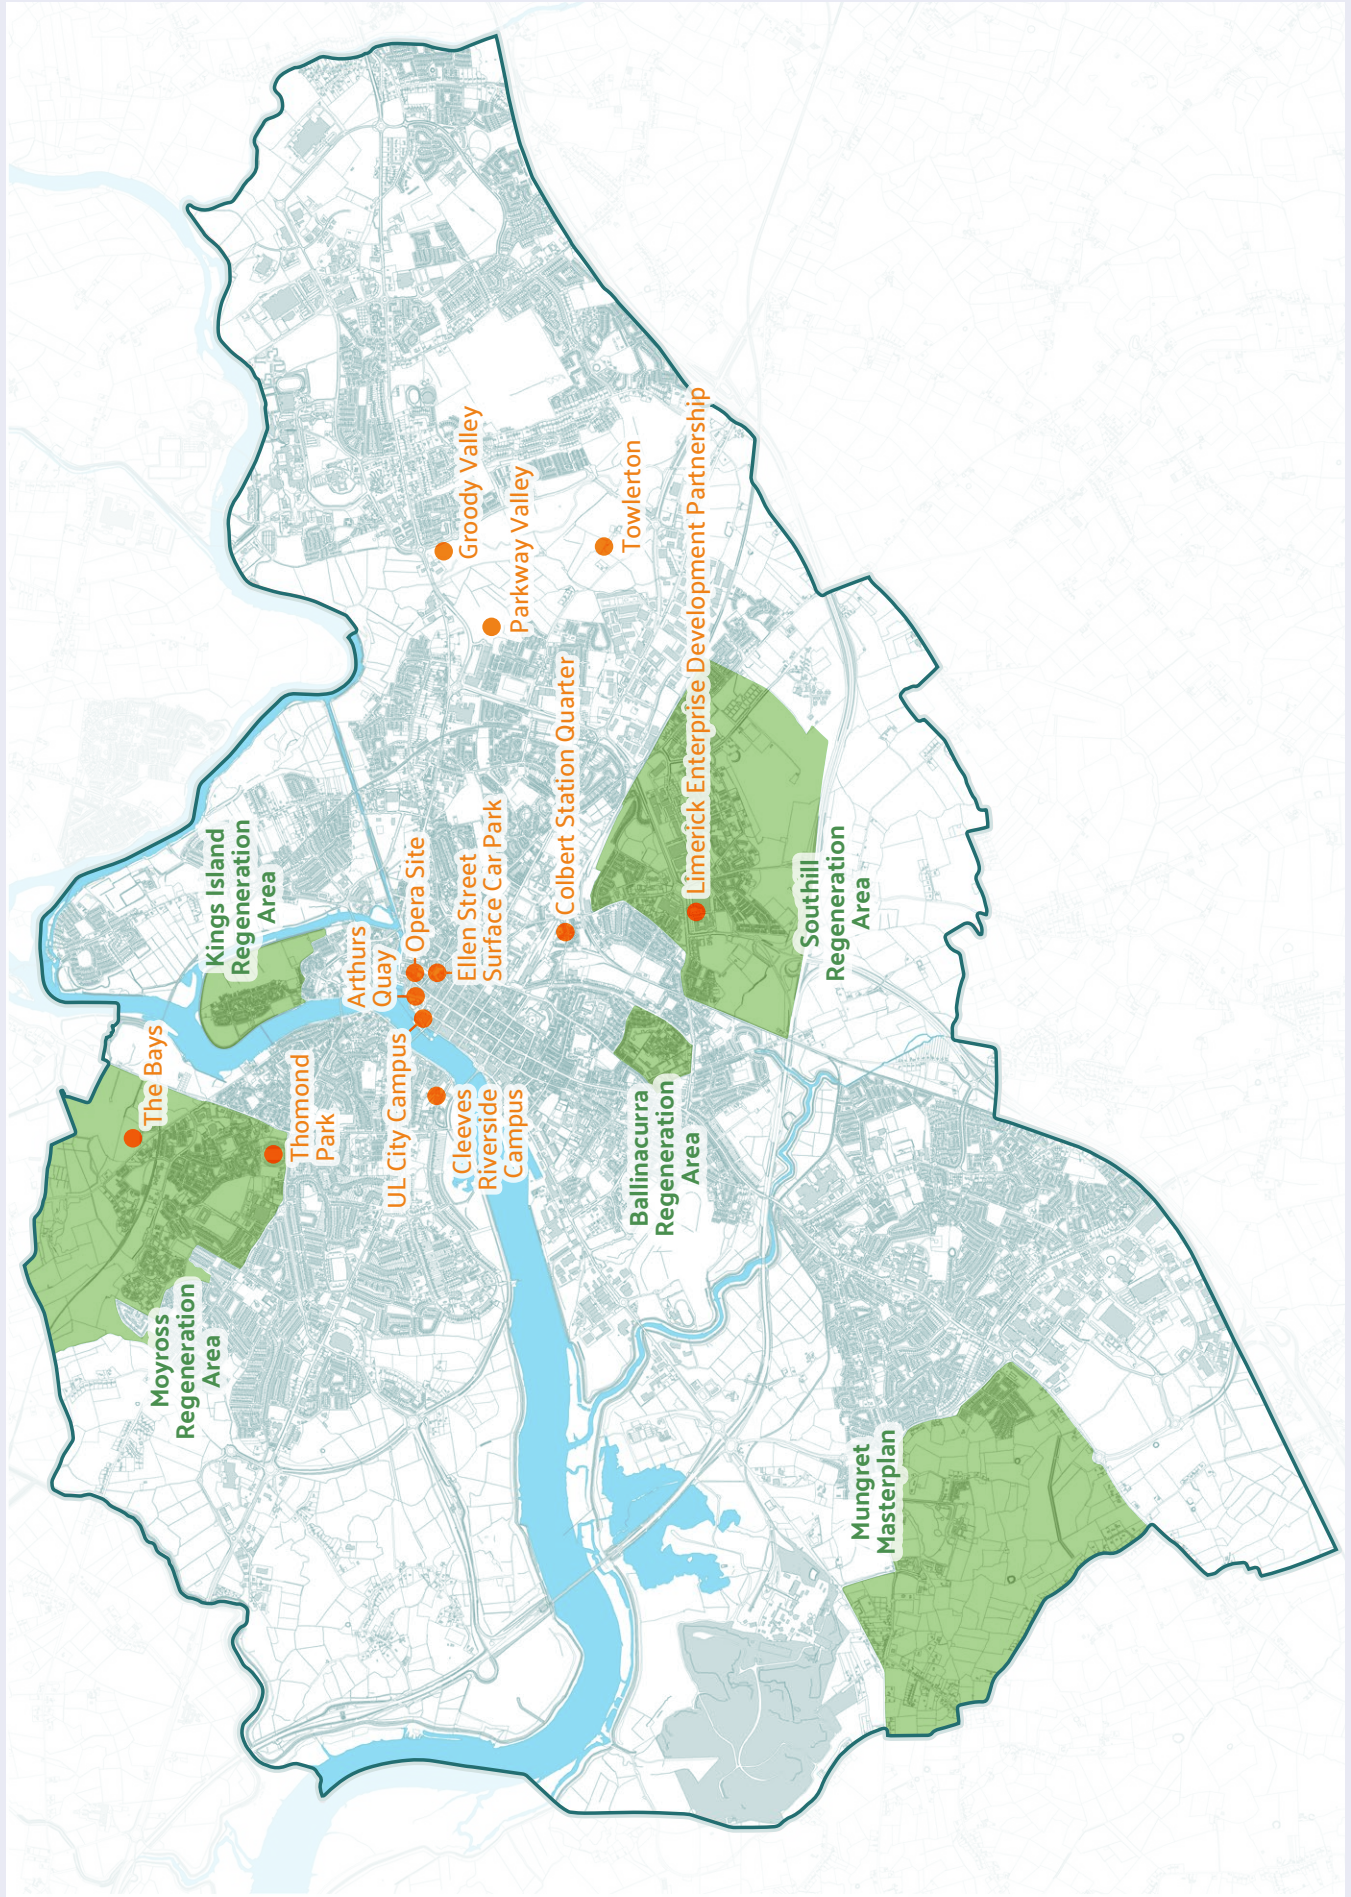 The Bays
Thomond
Park
Moyross
Regeneration
Area
Kings Island
Regeneration
Area
Arthurs
Quay
Opera Site
Ellen Street
Surface Car Park
UL City Campus
Cleeves
Riverside
Campus
Colbert Station Quarter
Groody Valley
Parkway Valley
Towlerton
Limerick Enterprise Development Partnership
Southill
Regeneration
Area
Ballinacurra
Regeneration
Area
Mungret
Masterplan